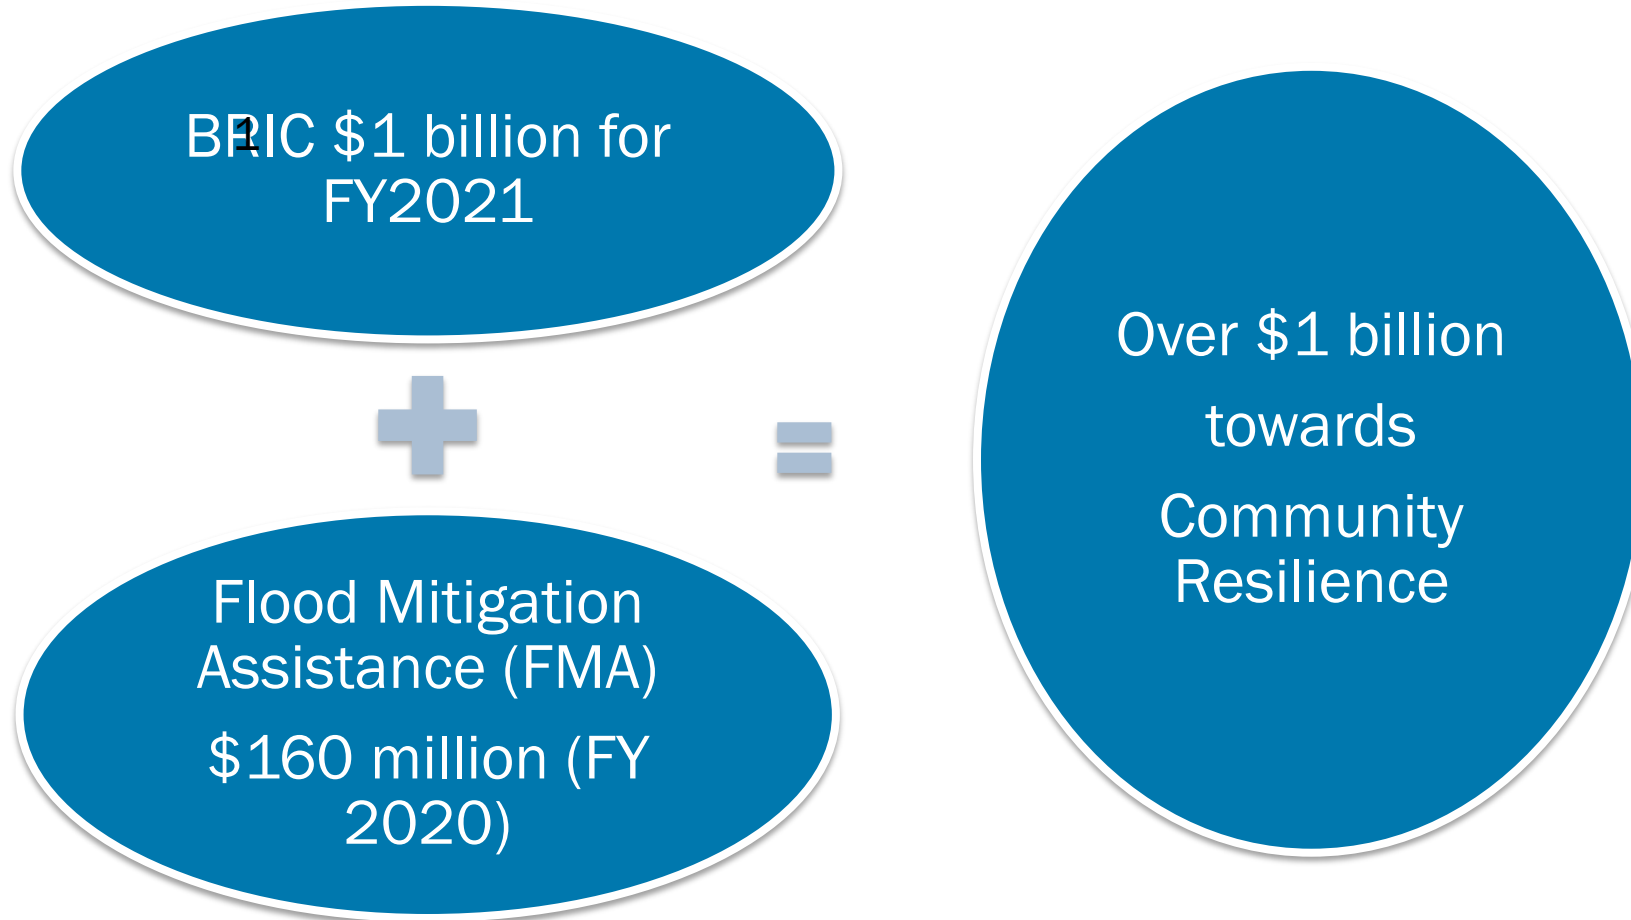 BRIC $1 billion for
FY2021
1
Flood Mitigation
Assistance (FMA)
$160 million (FY
2020)
Over $1 billion
towards
Community
Resilience